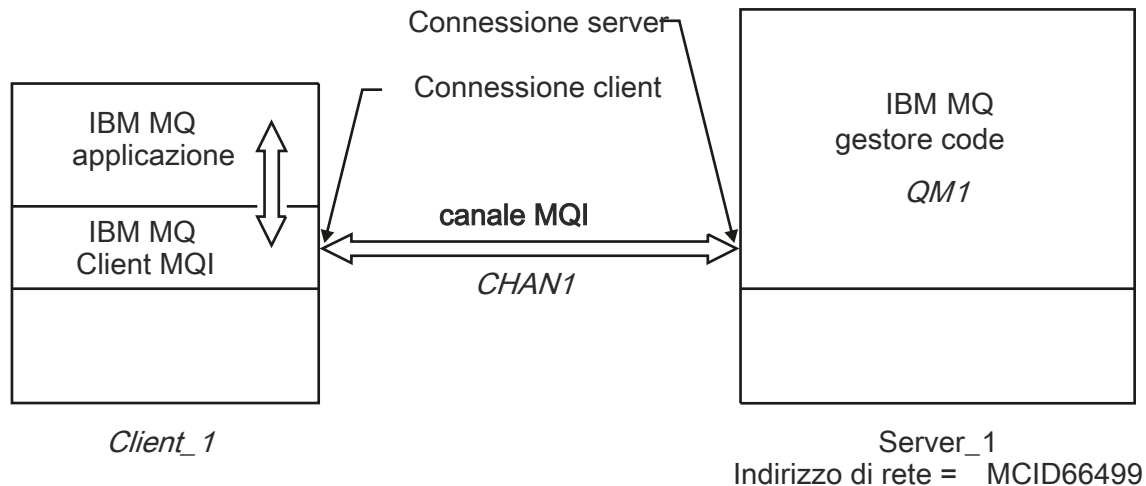 Connessione server
Connessione client
IBM MQ
applicazione
IBM MQ
Client MQI
canale MQI
CHAN1
IBM MQ
gestore code
QM1
Client_1
Server_1
Indirizzo di rete = MCID66499